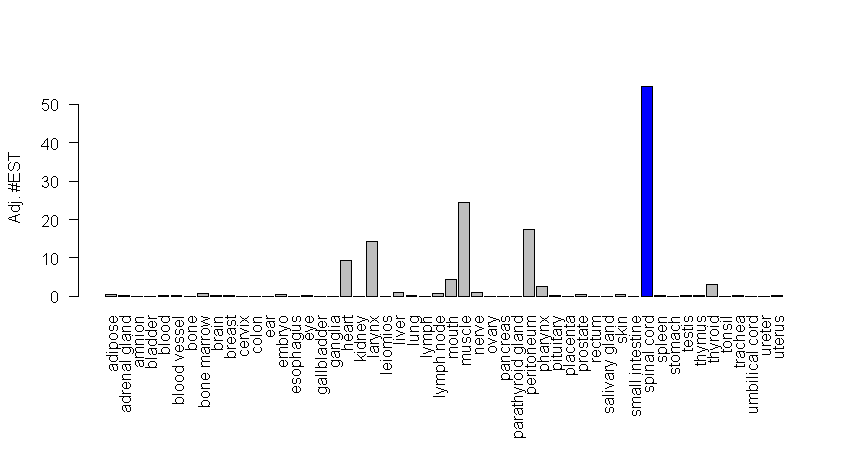 Adj. #EST
50
40
30
20
10
0
adipose
adrenal gland
amnion
bladder
blood
blood vessel
bone
bone marrow
brain
breast
cervix
colon
ear
embryo
esophagus
eye
gallbladder
ganglia
heart
kidney
larynx
leiomios
liver
lung
lymph
lymph node
mouth
muscle
nerve
ovary
pancreas
parathyroid gland
peritoneum
pharynx
pituitary
placenta
prostate
rectum
salivary gland
skin
small intestine
spinal cord
spleen
stomach
testis
thymus
thyroid
tonsil
trachea
umbilical cord
ureter
uterus